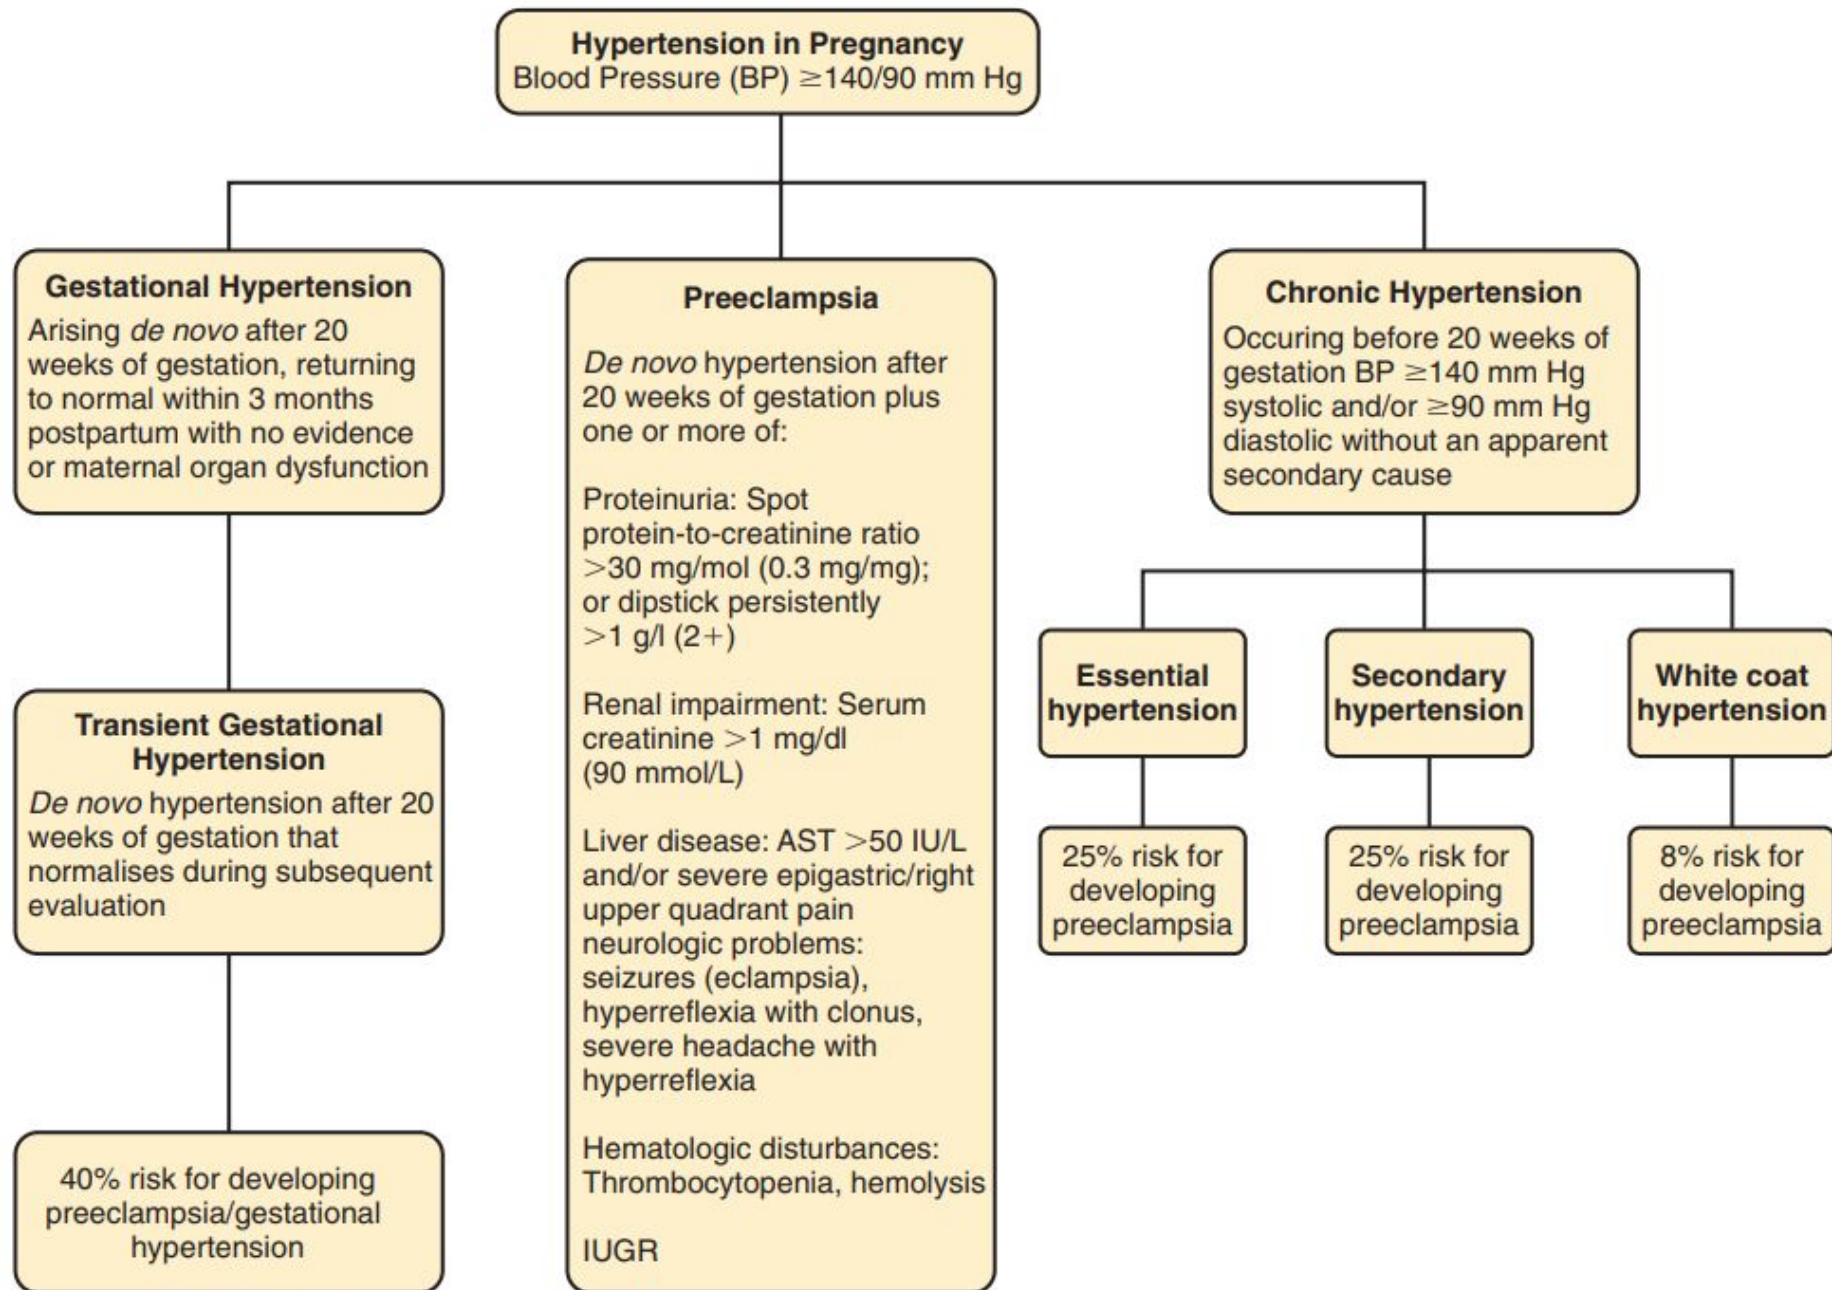 Hypertension in Pregnancy
Blood Pressure (BP) ≥140/90 mm Hg
Gestational Hypertension
Arising de novo after 20
weeks of gestation, returning
to normal within 3 months
postpartum with no evidence
or maternal organ dysfunction
Transient Gestational
Hypertension
De novo hypertension after 20
weeks of gestation that
normalises during subsequent
evaluation
40% risk for developing
preeclampsia/gestational
hypertension
Preeclampsia
De novo hypertension after
20 weeks of gestation plus
one or more of:
Proteinuria: Spot
protein-to-creatinine ratio
>30 mg/mol (0.3 mg/mg);
or dipstick persistently
>1 g/l (2+)
Renal impairment: Serum
creatinine >1 mg/dl
(90 mmol/L)
Liver disease: AST >50 IU/L
and/or severe epigastric/right
upper quadrant pain
neurologic problems:
seizures (eclampsia),
hyperreflexia with clonus,
severe headache with
hyperreflexia
Hematologic disturbances:
Thrombocytopenia, hemolysis
IUGR
Chronic Hypertension
Occuring before 20 weeks of
gestation BP ≥140 mm Hg
systolic and/or ≥90 mm Hg
diastolic without an apparent
secondary cause
Essential
hypertension
25% risk for
developing
preeclampsia
Secondary
hypertension
25% risk for
developing
preeclampsia
White coat
hypertension
8% risk for
developing
preeclampsia